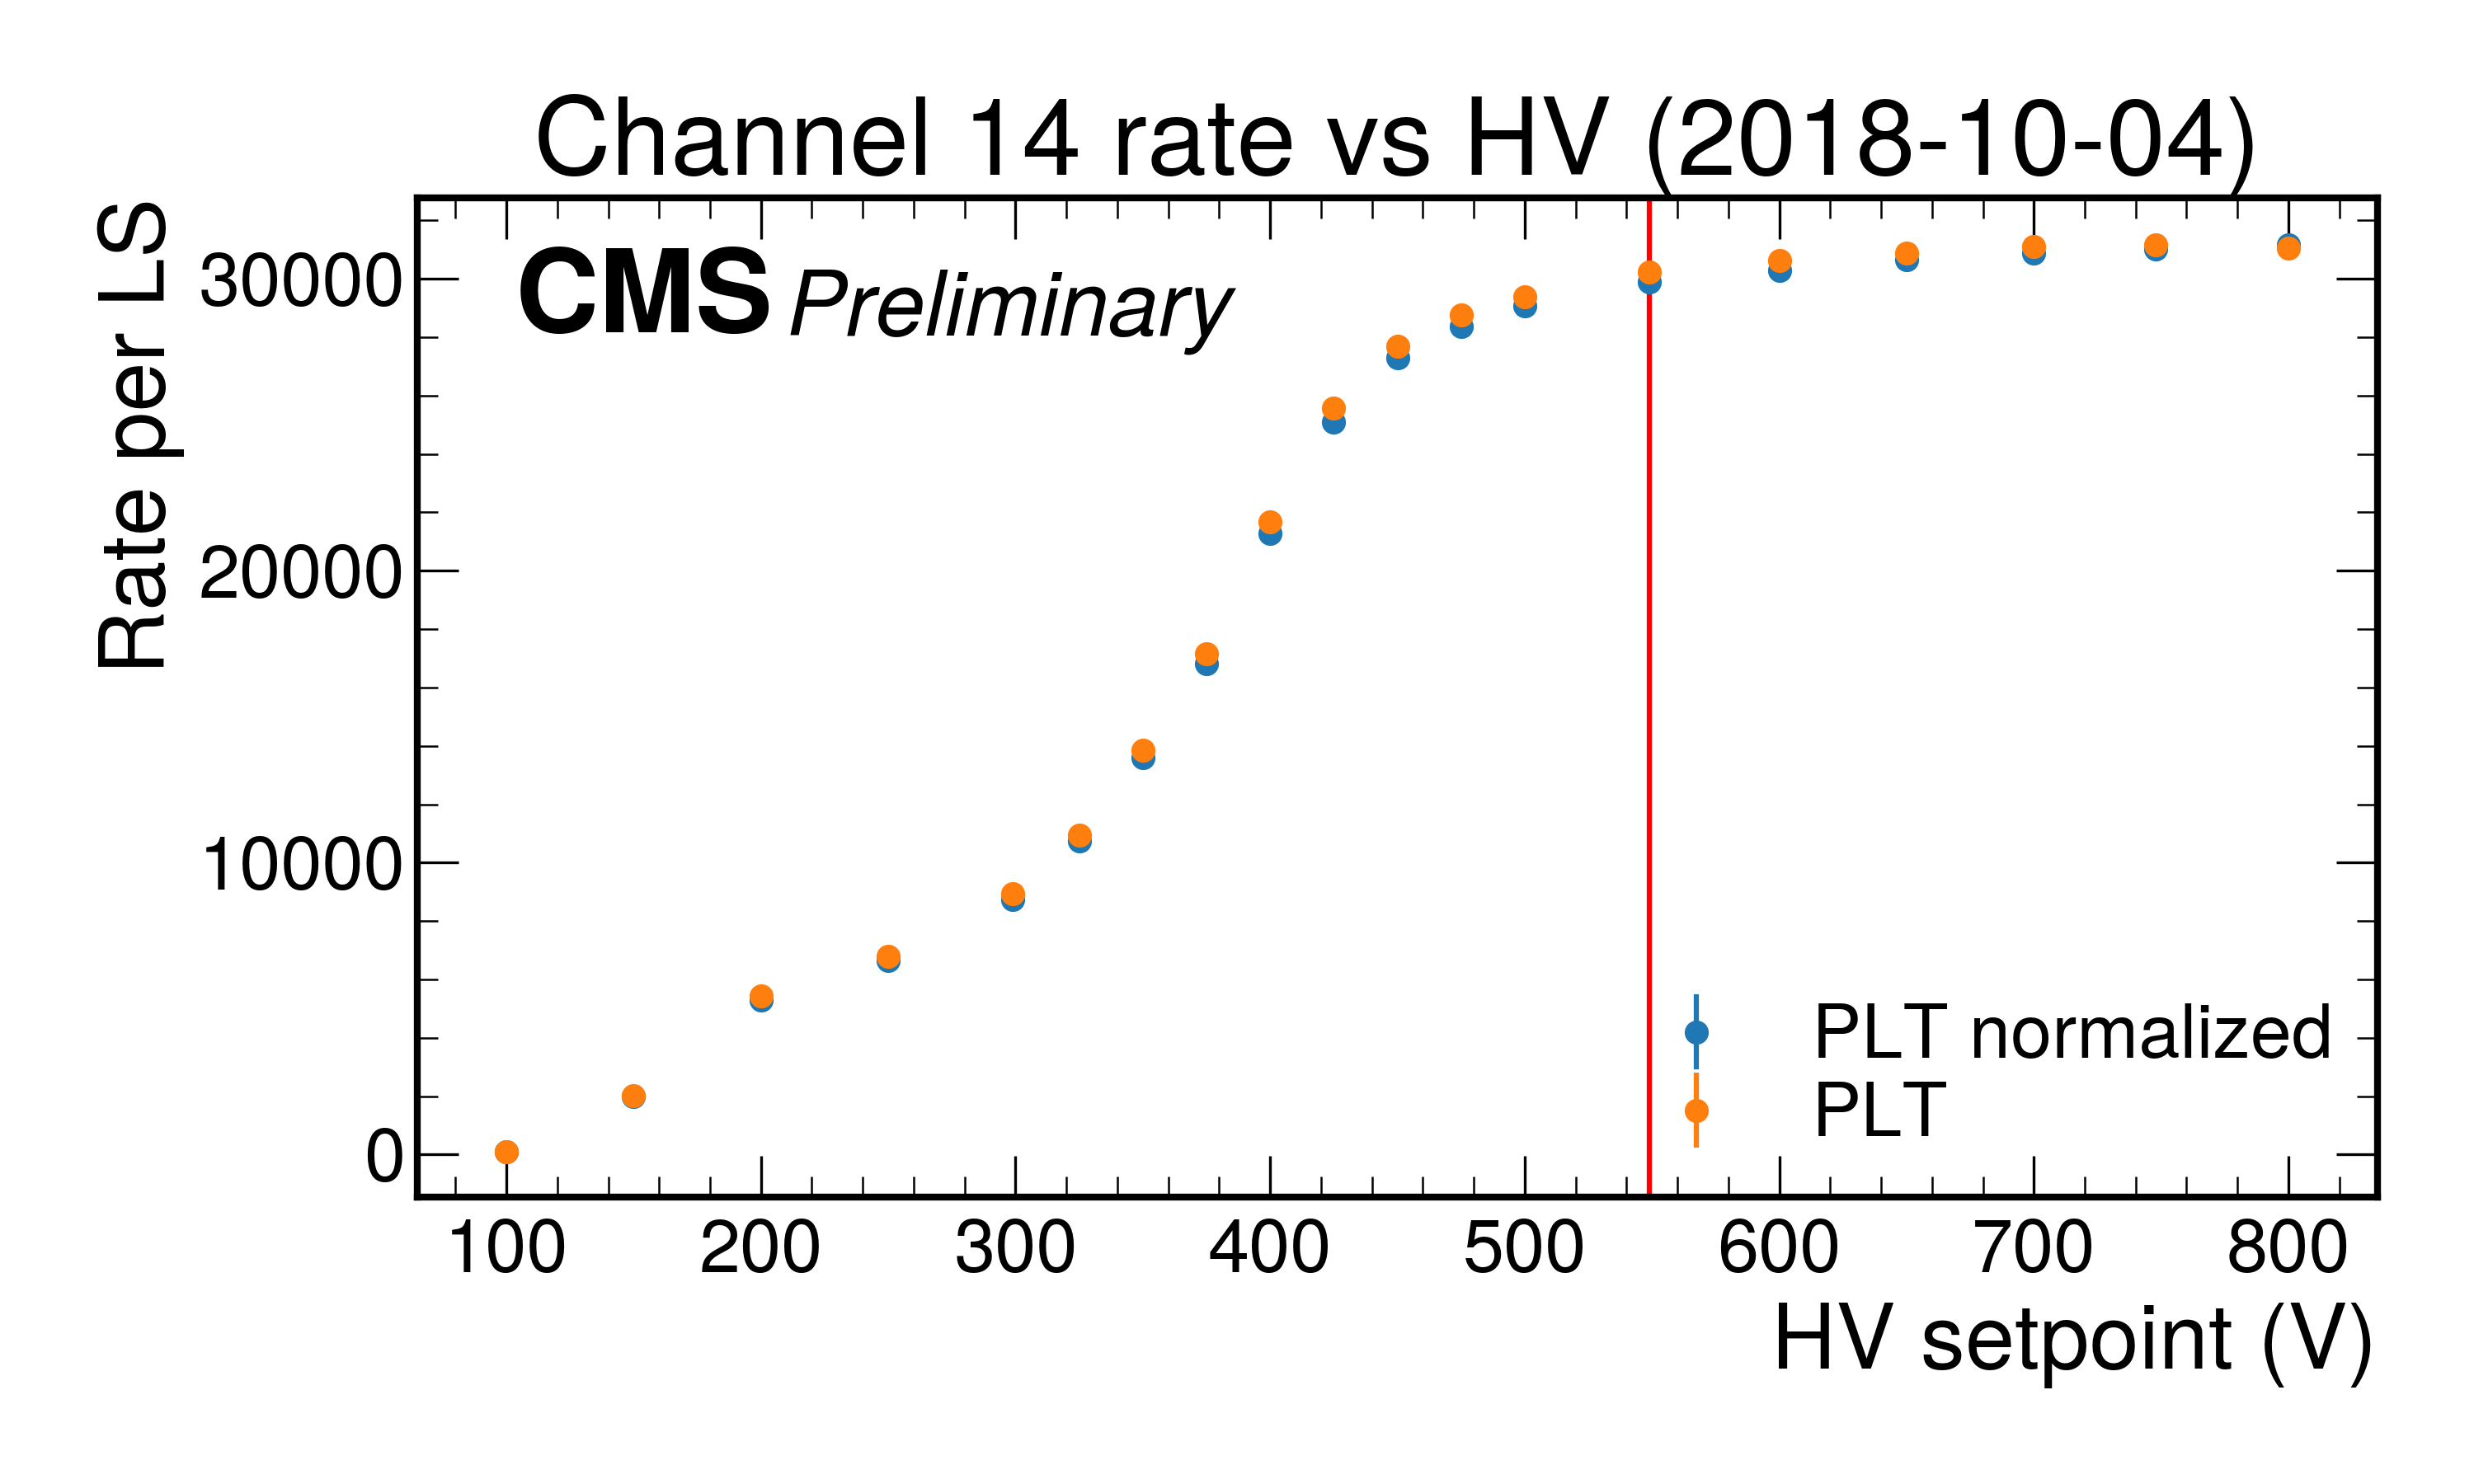 Channel 14 rate vs HV (2018-10-04)
CMS Preliminary
Rate per LS
30000
20000
10000
0
PLT normalized
PLT
100 200 300 400 500 600 700 800
HV setpoint (V)